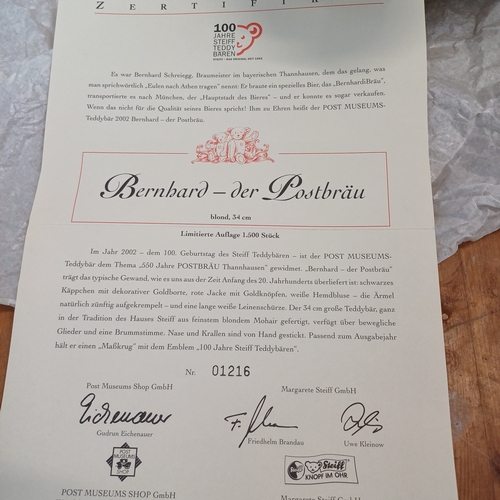 ZERTIFI
100
JAHRE
STEIFF
TEDDY
BÄREN
Es war Bernhard Schreiegg, Braumeister im bayerischen Thannhausen, dem das gelang, was
man sprichwörtlich „Eulen nach Athen tragen" nennt: Er braute ein spezielles Bier, das „BernhardiBräu",
transportierte es nach München, der „Hauptstadt des Bieres" – und er konnte es sogar verkaufen.
Wenn das nicht für die Qualität seines Bieres spricht! Ihm zu Ehren heißt der POST MUSEUMS-
Teddybär 2002 Bernhard – der Postbräu.
Bernhard – der Postbräu
blond, 34 cm
Limitierte Auflage 1.500 Stück
Im Jahr 2002 – dem 100. Geburtstag des Steiff Teddybären – ist der POST MUSEUMS-
Teddybär dem Thema „550 Jahre POSTBRÄU Thannhausen" gewidmet. „Bernhard – der Postbräu"
trägt das typische Gewand, wie es uns aus der Zeit Anfang des 20. Jahrhunderts überliefert ist: schwarzes
Käppchen mit dekorativer Goldborte, rote Jacke mit Goldknöpfen, weiße Hemdbluse – die Ärmel
natürlich zünftig aufgekrempelt – und eine lange weiße Leinenschürze. Der 34 cm große Teddybär, ganz
in der Tradition des Hauses Steiff aus feinstem blondem Mohair gefertigt, verfügt über bewegliche
Glieder und eine Brummstimme. Nase und Krallen sind von Hand gestickt. Passend zum Ausgabejahr
hält er einen „Maßkrug" mit dem Emblem „100 Jahre Steiff Teddybären".
Nr. 01216
Post Museums Shop GmbH Margarete Steiff GmbH
Eichenauer
Gudrun Eichenauer Friedhelm Brandau Uwe Kleinow
POST
MUSEUMS
SHOP
Steiff
KNOPF IM OHR
POST MUSEUMS SHOP GmbH Margarete Steiff GmbH